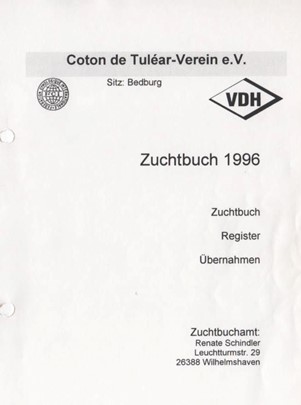 Coton de Tuléar-Verein e.V.
Sitz: Bedburg
VDH
Zuchtbuch 1996
Zuchtbuch
Register
Übernahmen
Zuchtbuchamt:
Renate Schindler
Leuchtturmstr. 29
26388 Wilhelmshaven